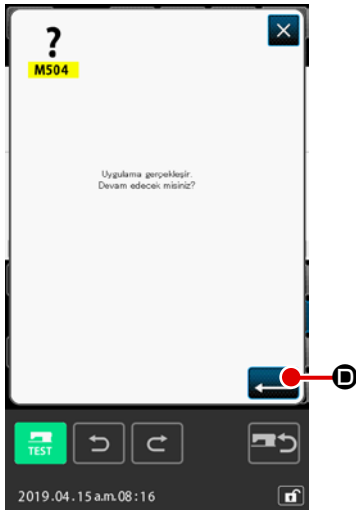 ?
M504
Uygulama gerçekleşir.
Devam edecek misiniz?
D
TEST
2019.04.15 a.m. 08:16